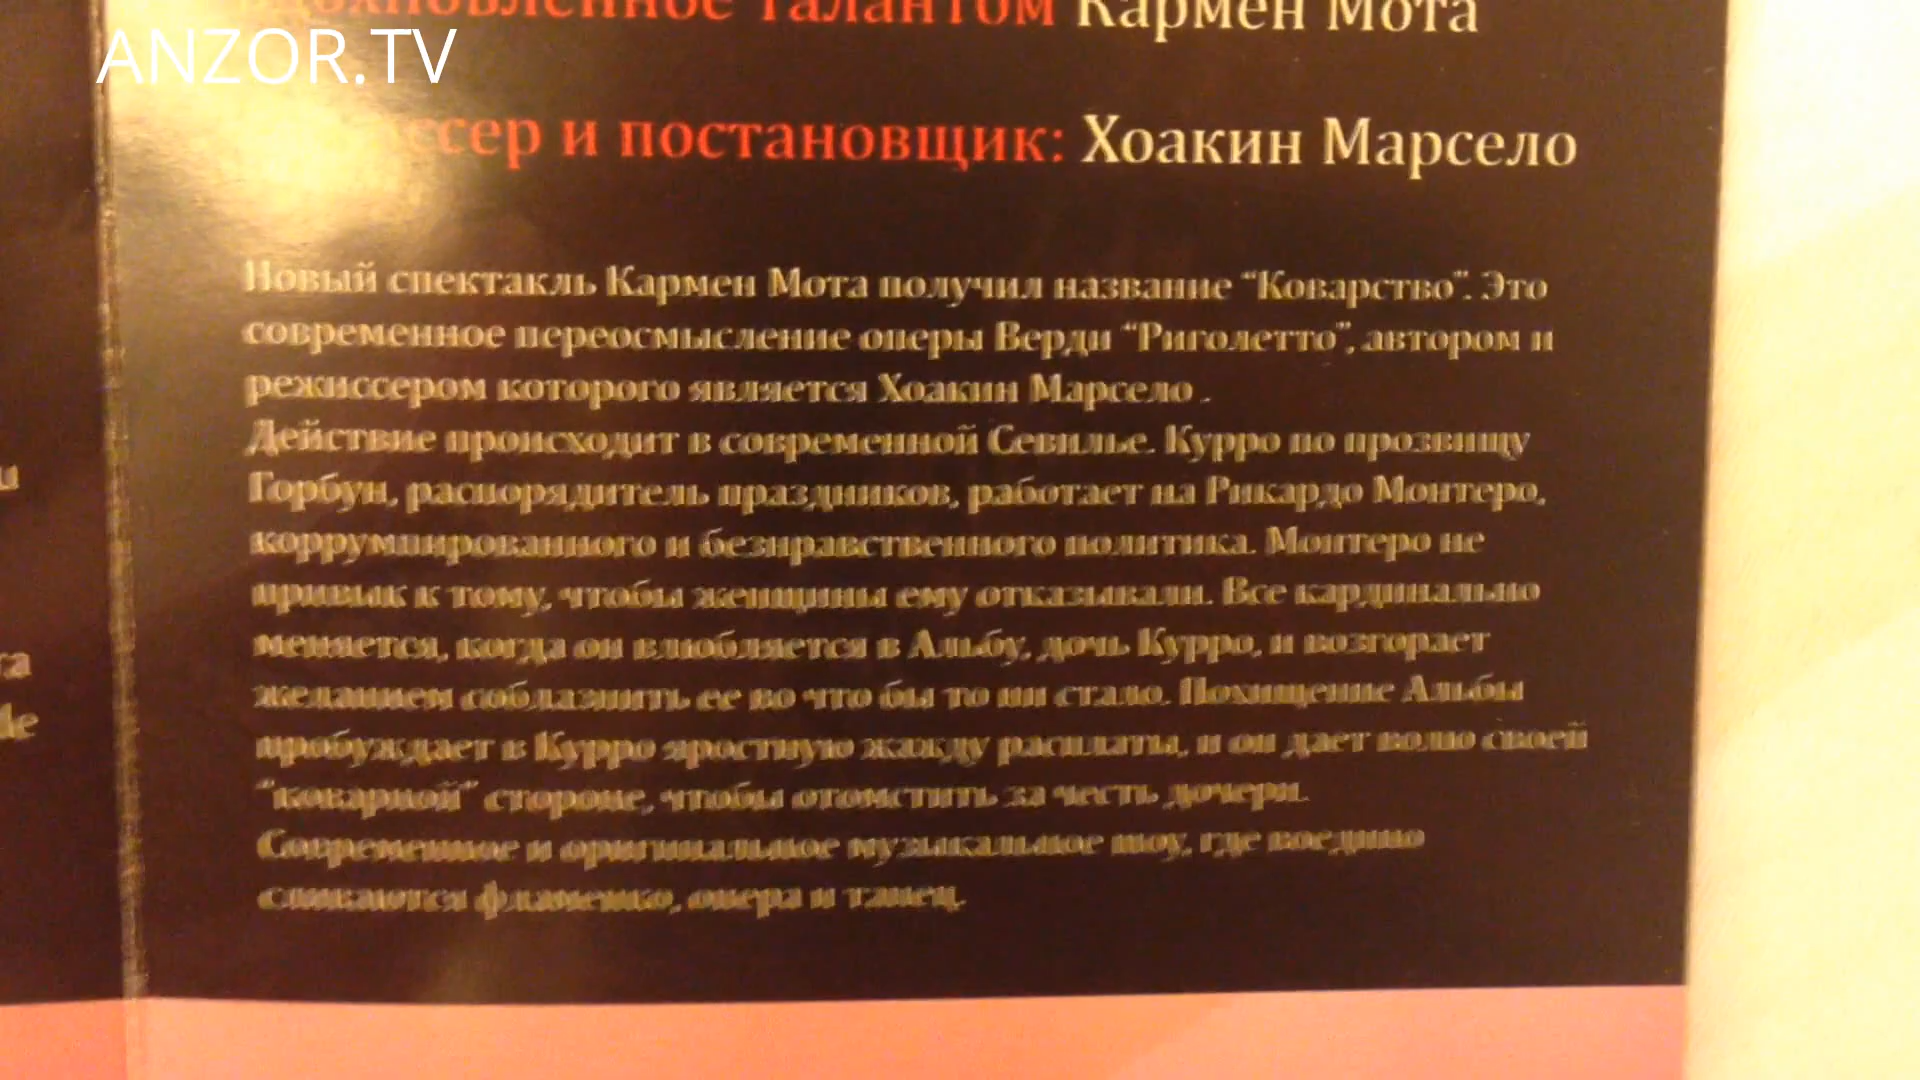 ANZOR.TV
вдохновленное талантом Кармен Мота
и постановщик: Хоакин Марсело
Новый спектакль Кармен Мота получил название “Коварство”. Это
современное переосмысление оперы Верди “Риголетто”, автором и
режиссером которого является Хоакин Марсело .
Действие происходит в современной Севилье. Курро по прозвищу
Горбун, распорядитель праздников, работает на Рикардо Монтеро,
коррумпированного и безнравственного политика. Монтеро не
привык к тому, чтобы женщины ему отказывали. Все кардинально
меняется, когда он влюбляется в Альбу, дочь Курро, и возгорает
желанием соблазнить ее во что бы то ни стало. Похищение Альбы
пробуждает в Курро яростную жажду расплаты, и он дает волю своей
“коварной” стороне, чтобы отомстить за честь дочери.
Современное и оригинальное музыкальное шоу, где воедино
сливаются фламенко, опера и танец.